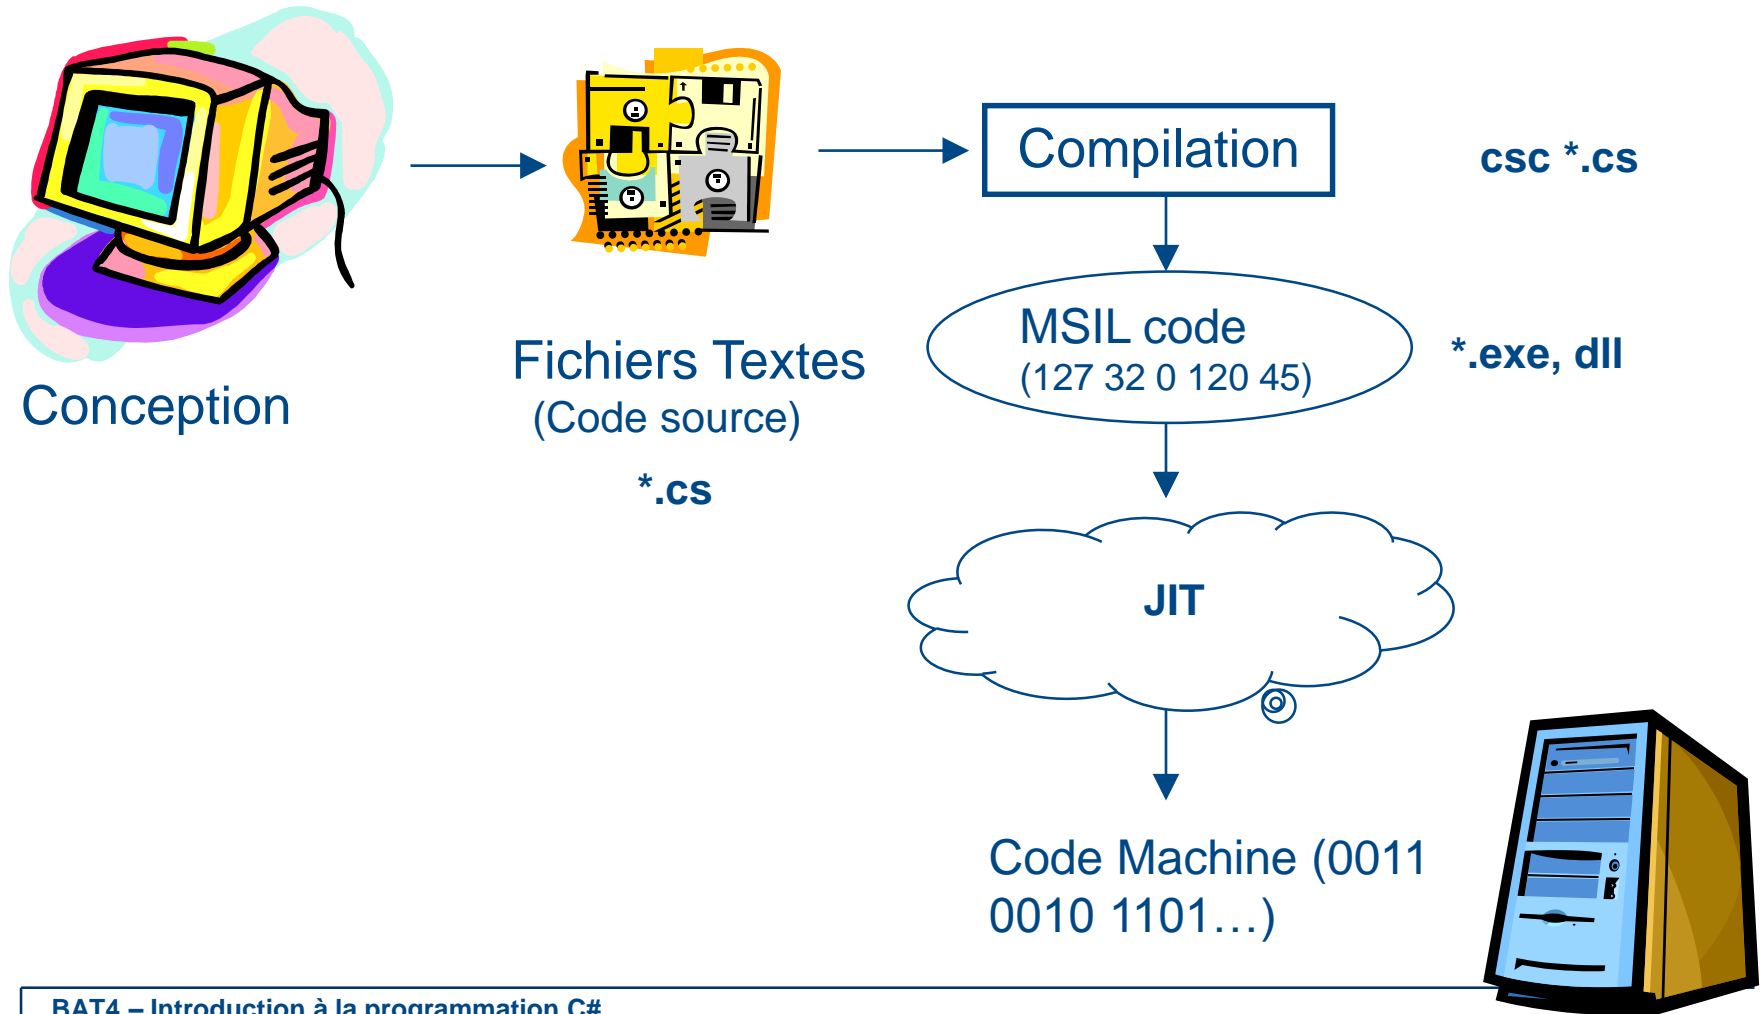 Conception
Fichiers Textes
(Code source)
*.cs
Compilation
csc *.cs
MSIL code
(127 32 0 120 45)
*.exe, dll
JIT
Code Machine (0011
0010 1101…)
BAT4 – Introduction à la programmation C#